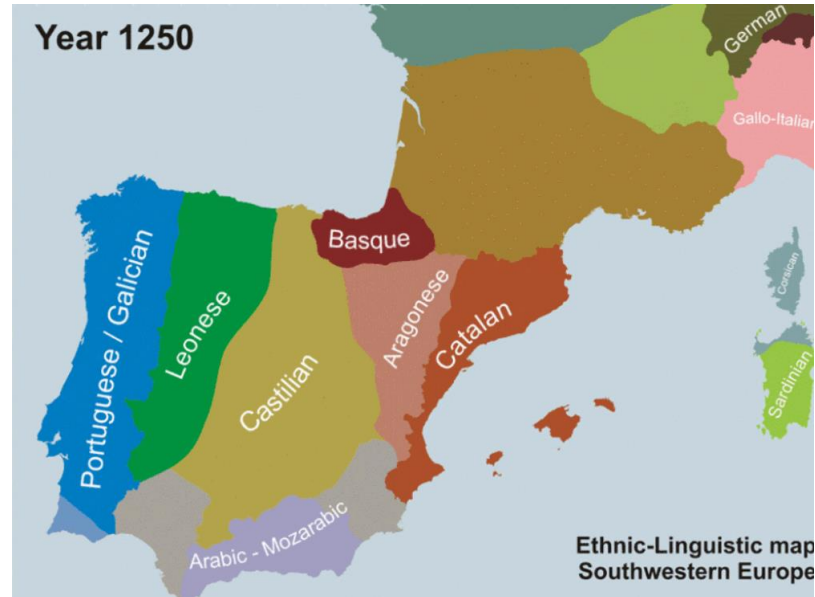 Year 1250
German
Gallo-Italian
Basque
Corsican
Portuguese / Galician
Leonese
Castilian
Aragonese
Catalan
Sardinian
Arabic - Mozarabic
Ethnic-Linguistic map
Southwestern Europe